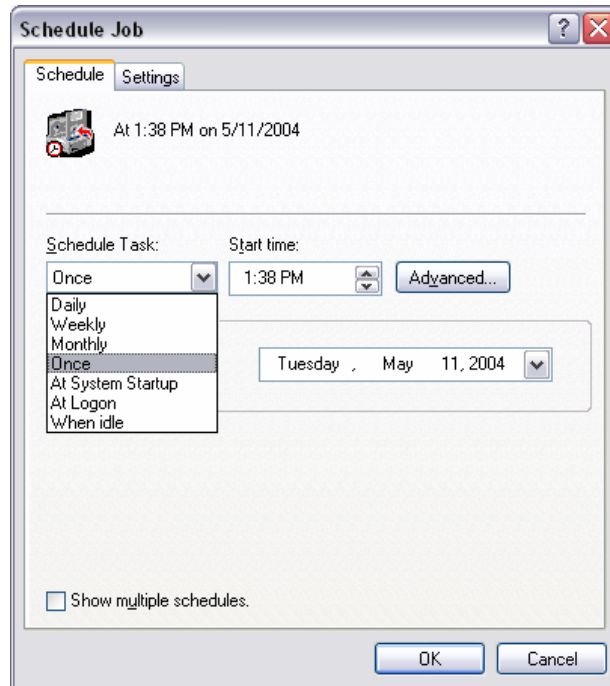 Schedule Job
Schedule Settings
At 1:38 PM on 5/11/2004
Schedule Task: Start time:
Once 1:38 PM Advanced...
Daily
Weekly
Monthly
Once
Tuesday , May 11, 2004
At System Startup
At Logon
When idle
Show multiple schedules.
OK Cancel